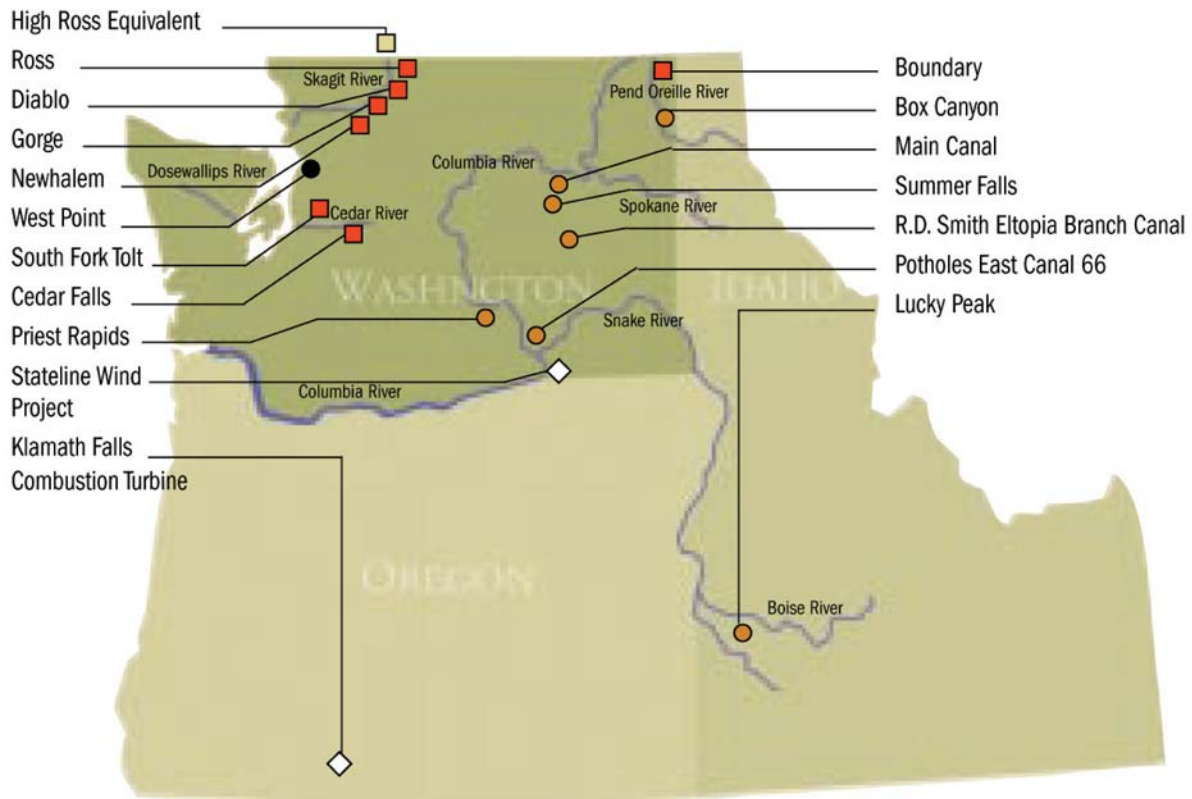 High Ross Equivalent
Ross
Diablo
Gorge
Newhalem
West Point
South Fork Tolt
Cedar Falls
Priest Rapids
Stateline Wind
Project
Klamath Falls
Combustion Turbine
Skagit River
Dosewallips River
Cedar River
Columbia River
Pend Oreille River
Spokane River
WASHINGTON
IDAHO
Snake River
Columbia River
OREGON
Boise River
Boundary
Box Canyon
Main Canal
Summer Falls
R.D. Smith Eltopia Branch Canal
Potholes East Canal 66
Lucky Peak